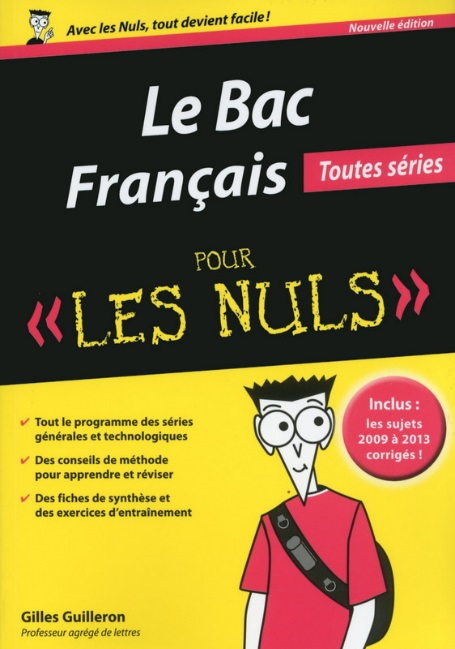 Avec les Nuls, tout devient facile !
Nouvelle édition
Le Bac
Français
Toutes séries
POUR
« LES NULS »
Inclus :
les sujets
2009 à 2013
corrigés !
✓ Tout le programme des séries
générales et technologiques
✓ Des conseils de méthode
pour apprendre et réviser
✓ Des fiches de synthèse et
des exercices d'entraînement
Gilles Guilleron
Professeur agrégé de lettres